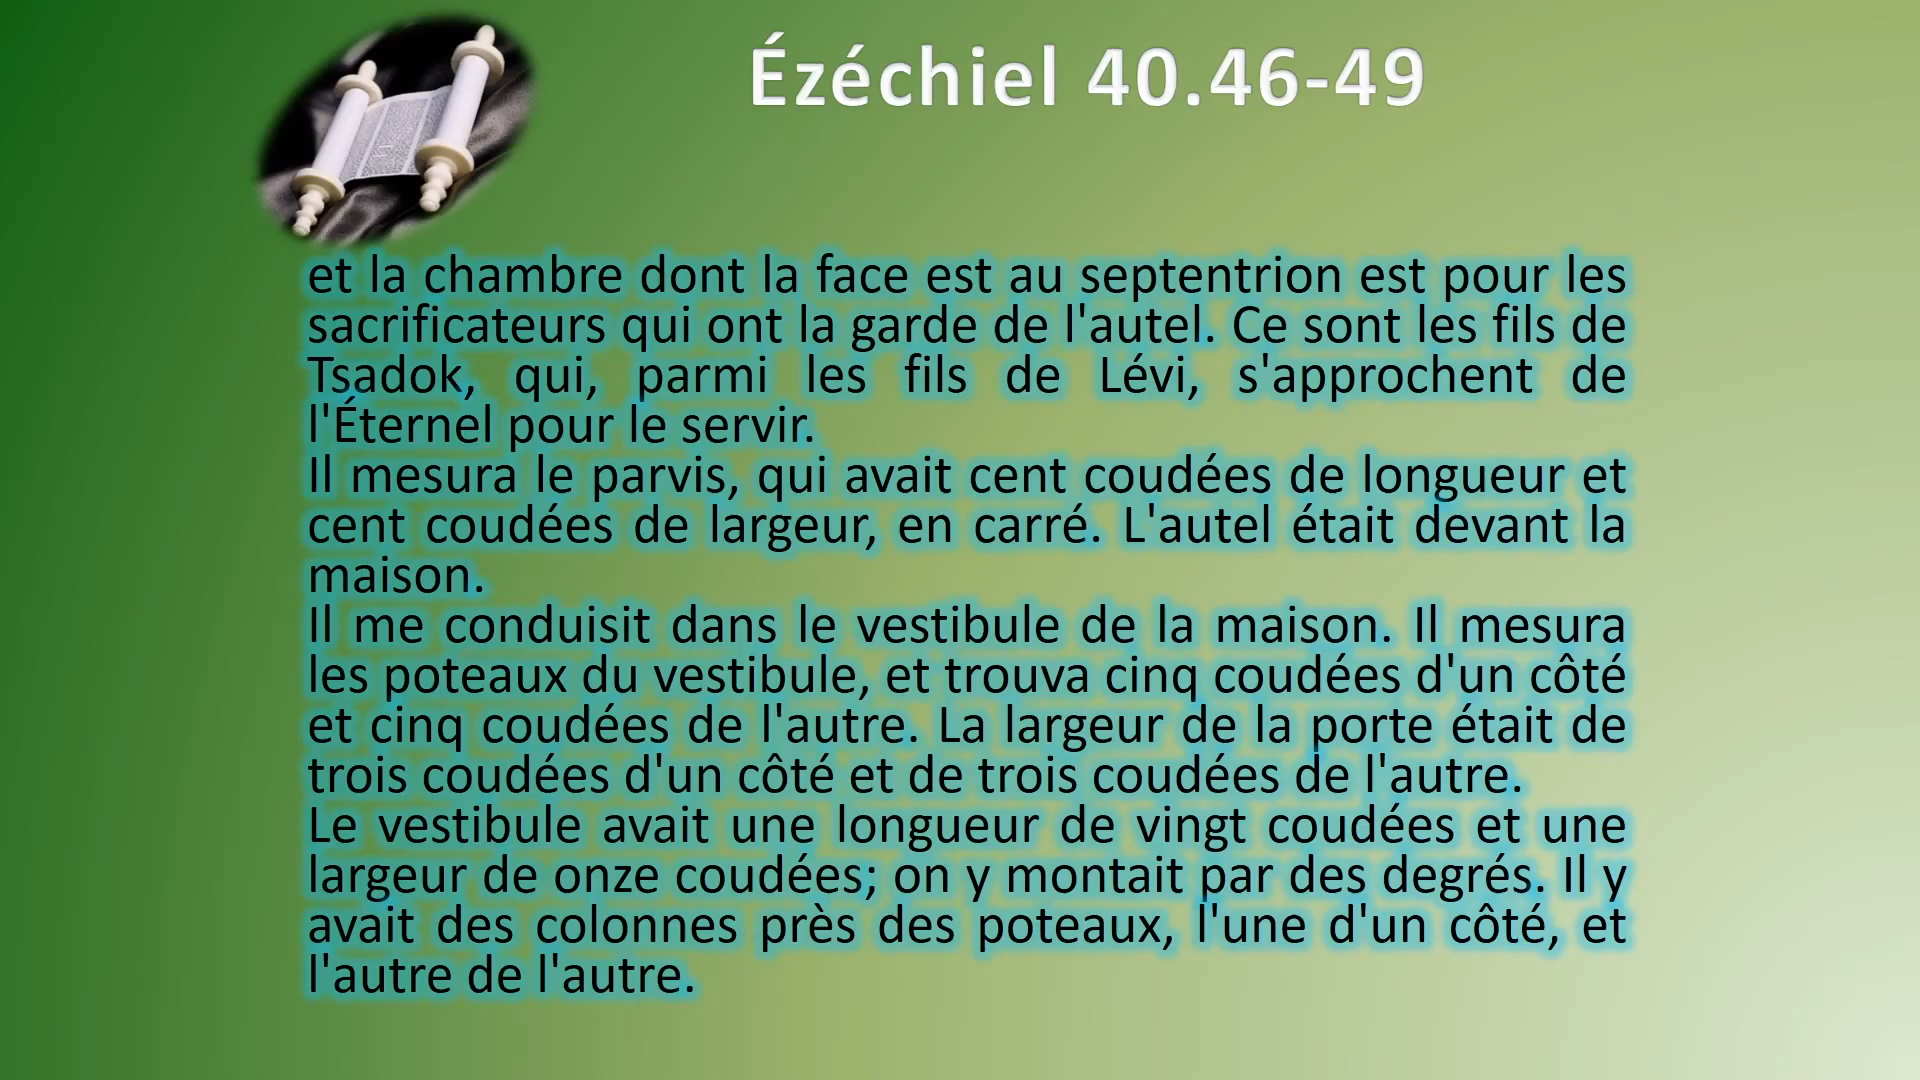 Ézéchiel 40.46-49
et la chambre dont la face est au septentrion est pour les
sacrificateurs qui ont la garde de l'autel. Ce sont les fils de
Tsadok, qui, parmi les fils de Lévi, s'approchent de
l'Éternel pour le servir.
Il mesura le parvis, qui avait cent coudées de longueur et
cent coudées de largeur, en carré. L'autel était devant la
maison.
Il me conduisit dans le vestibule de la maison. Il mesura
les poteaux du vestibule, et trouva cinq coudées d'un côté
et cinq coudées de l'autre. La largeur de la porte était de
trois coudées d'un côté et de trois coudées de l'autre.
Le vestibule avait une longueur de vingt coudées et une
largeur de onze coudées; on y montait par des degrés. Il y
avait des colonnes près des poteaux, l'une d'un côté, et
l'autre de l'autre.